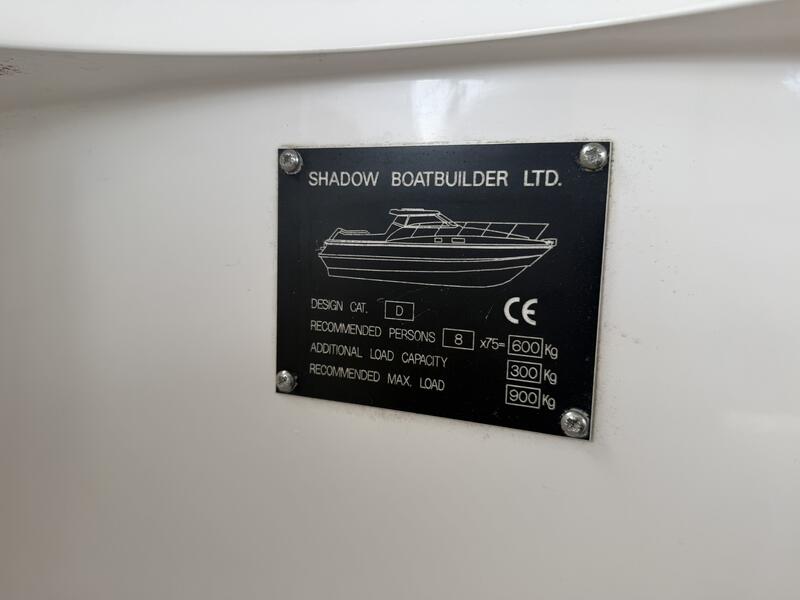 SHADOW BOATBUILDER LTD.
DESIGN CAT. D CE
RECOMMENDED PERSONS 8 x75= 600 Kg
ADDITIONAL LOAD CAPACITY 300 Kg
RECOMMENDED MAX. LOAD 900 Kg